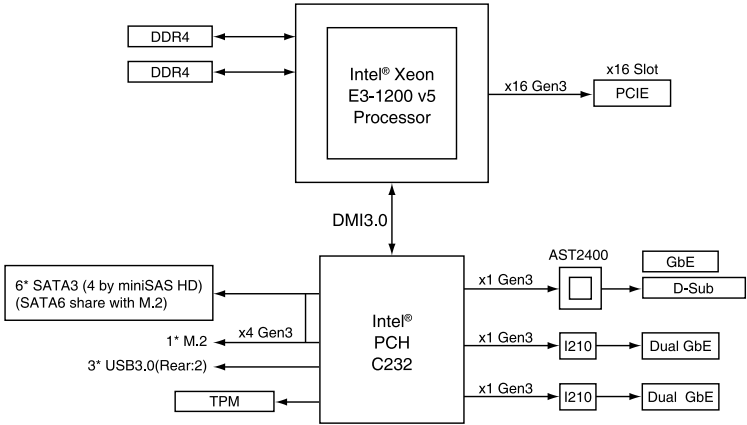 DDR4
DDR4
Intel® Xeon
E3-1200 v5
Processor
x16 Gen3
x16 Slot
PCIE
DMI3.0
6* SATA3 (4 by miniSAS HD)
(SATA6 share with M.2)
x4 Gen3
1* M.2
3* USB3.0(Rear:2)
TPM
Intel®
PCH
C232
x1 Gen3
AST2400
GbE
D-Sub
x1 Gen3
I210
Dual GbE
x1 Gen3
I210
Dual GbE